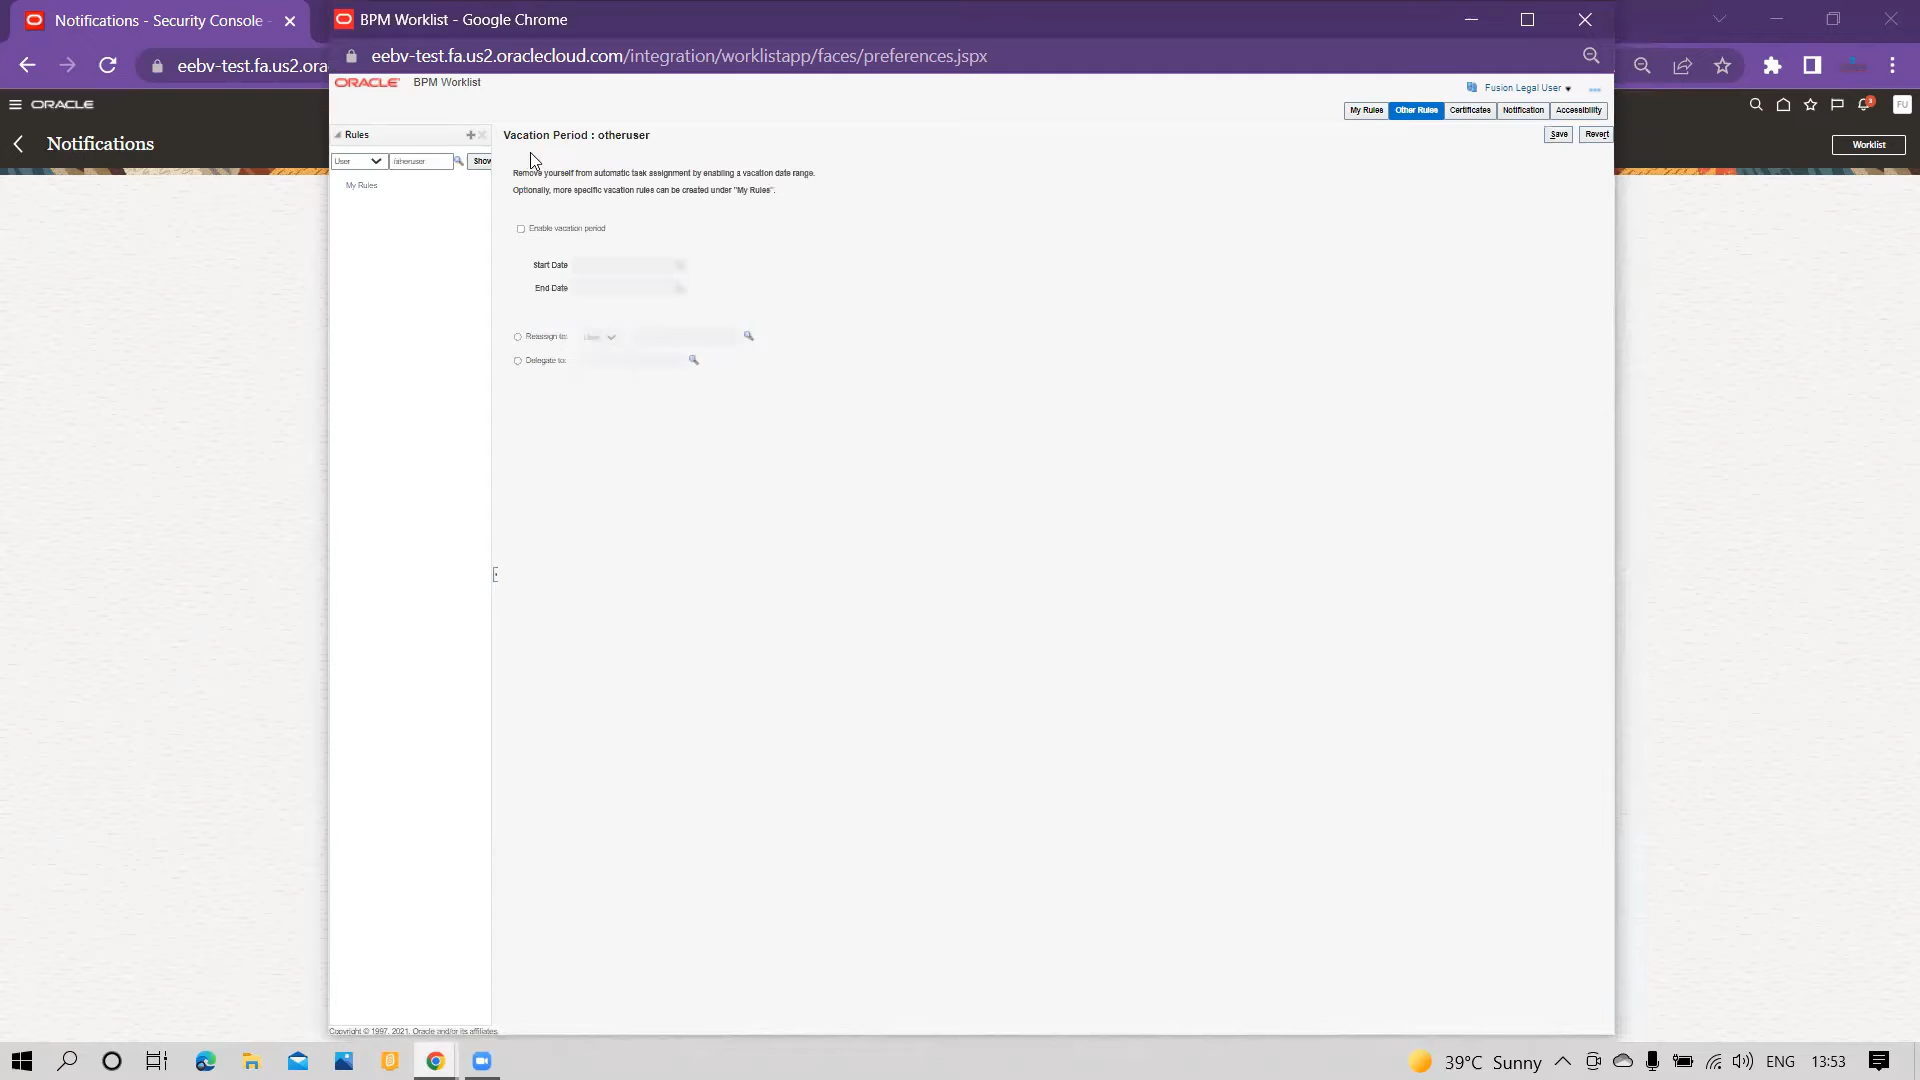 Notifications - Security Console -
BPM Worklist - Google Chrome
eebv-test.fa.us2.ora
eebv-test.fa.us2.oraclecloud.com/integration/worklistapp/faces/preferences.jspx
ORACLE
BPM Worklist
Fusion Legal User
My Rules
Other Rules
Certificates
Notification
Accessibility
ORACLE
3
FU
Notifications
Worklist
Rules
Vacation Period : otheruser
Save
Revert
User
/otheruser
Show
My Rules
Remove yourself from automatic task assignment by enabling a vacation date range.
Optionally, more specific vacation rules can be created under "My Rules".
Enable vacation period
Start Date
End Date
Reassign to:
User
Delegate to:
Copyright © 1997, 2021, Oracle and/or its affiliates
39°C Sunny
ENG
13:53